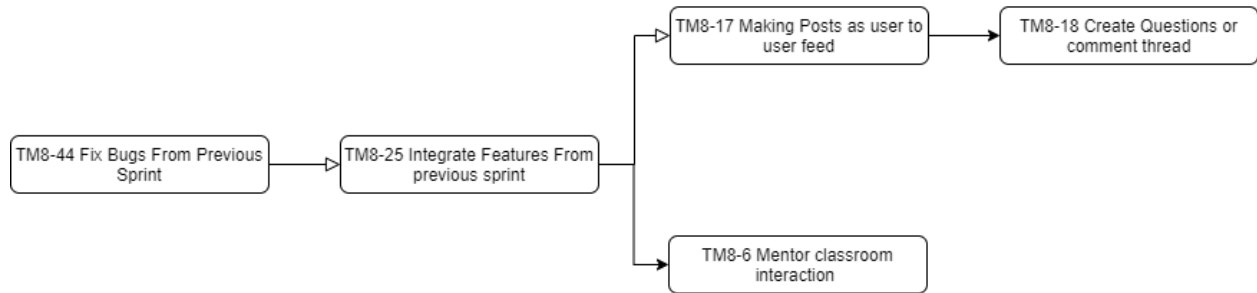 TM8-17 Making Posts as user to
user feed
TM8-18 Create Questions or
comment thread
TM8-44 Fix Bugs From Previous
Sprint
TM8-25 Integrate Features From
previous sprint
TM8-6 Mentor classroom
interaction